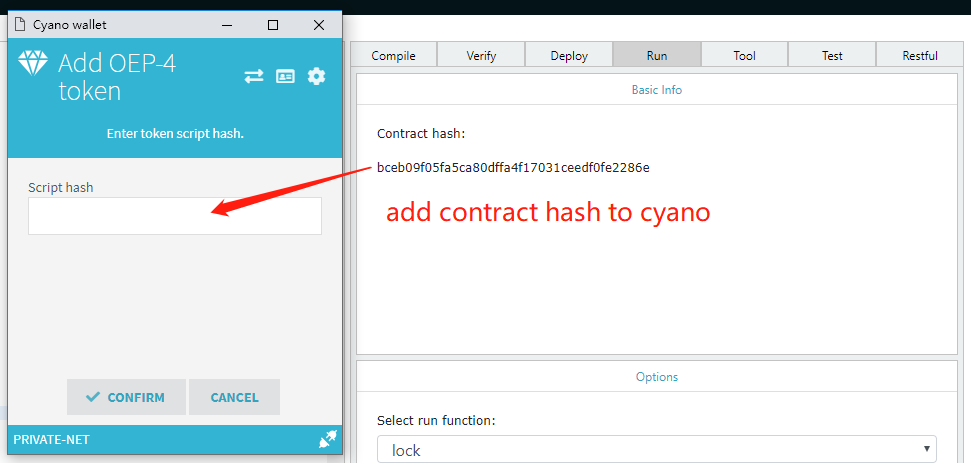 Cyano wallet
Add OEP-4
token
Enter token script hash.
Script hash
CONFIRM
CANCEL
PRIVATE-NET
Compile
Verify
Deploy
Run
Tool
Test
Restful
Basic Info
Contract hash:
bceb09f05fa5ca80dffa4f17031ceedf0fe2286e
add contract hash to cyano
Options
Select run function:
lock